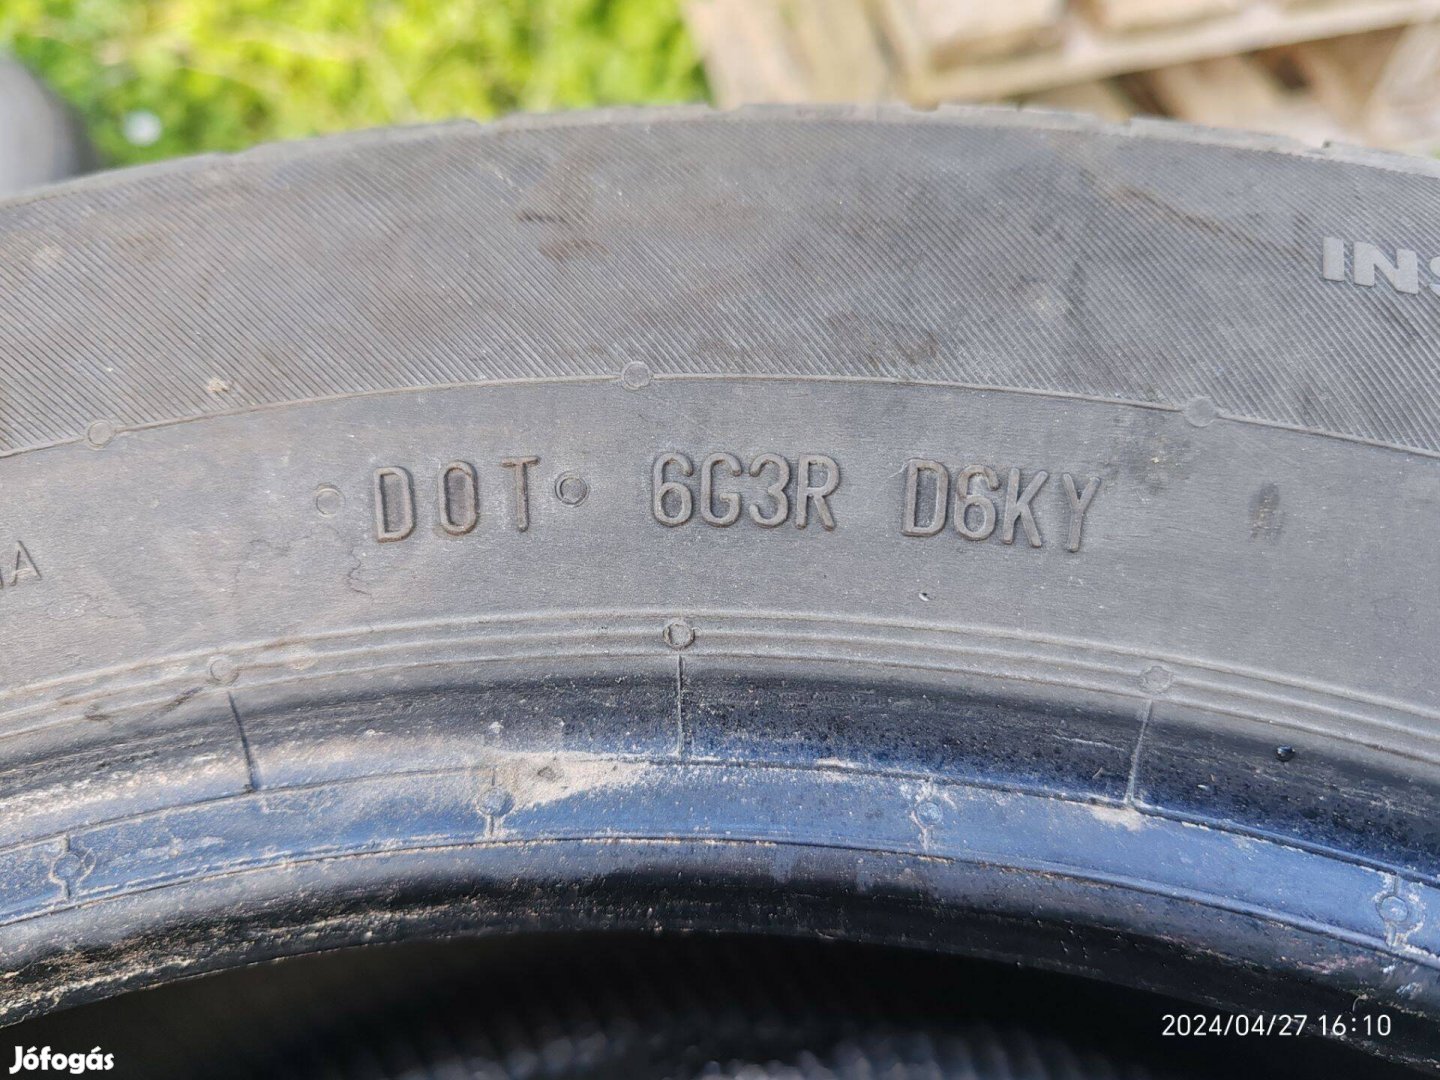 INS
DOT 6G3R D6KY
2024/04/27 16:10
Jófogás